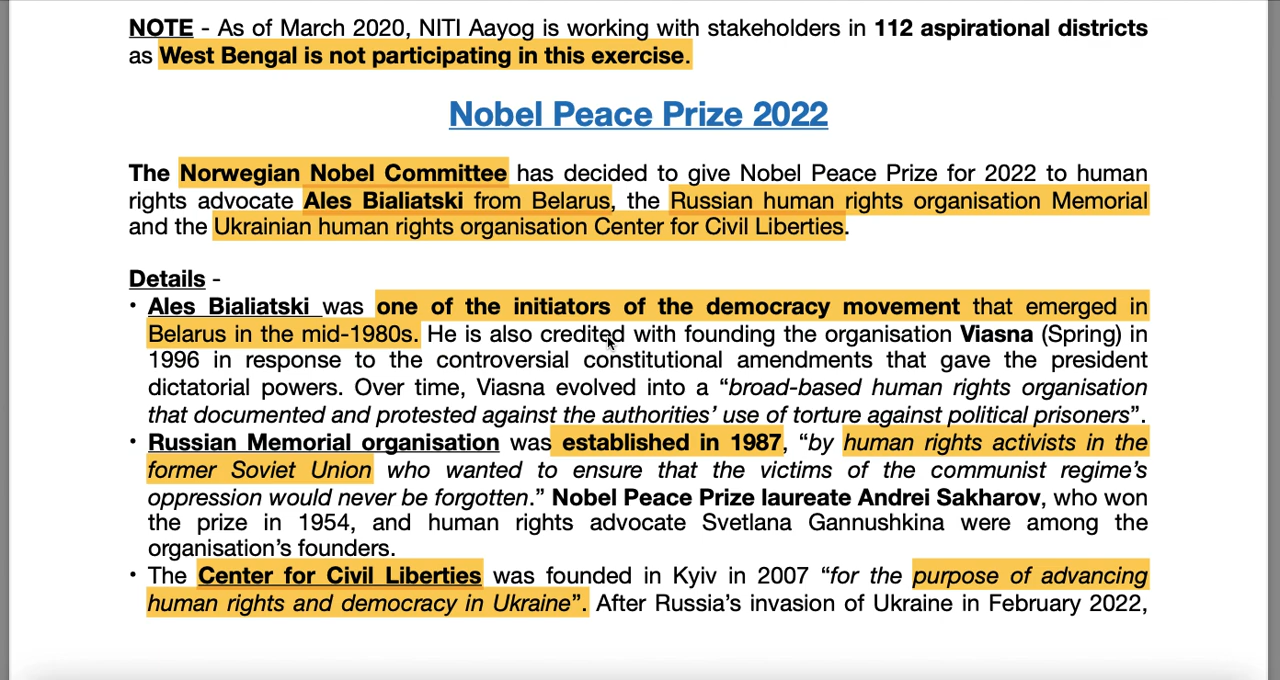 NOTE - As of March 2020, NITI Aayog is working with stakeholders in 112 aspirational districts
as West Bengal is not participating in this exercise.
Nobel Peace Prize 2022
The Norwegian Nobel Committee has decided to give Nobel Peace Prize for 2022 to human
rights advocate Ales Bialiatski from Belarus, the Russian human rights organisation Memorial
and the Ukrainian human rights organisation Center for Civil Liberties.
Details -
• Ales Bialiatski was one of the initiators of the democracy movement that emerged in
Belarus in the mid-1980s. He is also credited with founding the organisation Viasna (Spring) in
1996 in response to the controversial constitutional amendments that gave the president
dictatorial powers. Over time, Viasna evolved into a “broad-based human rights organisation
that documented and protested against the authorities’ use of torture against political prisoners”.
• Russian Memorial organisation was established in 1987, “by human rights activists in the
former Soviet Union who wanted to ensure that the victims of the communist regime’s
oppression would never be forgotten.” Nobel Peace Prize laureate Andrei Sakharov, who won
the prize in 1954, and human rights advocate Svetlana Gannushkina were among the
organisation’s founders.
• The Center for Civil Liberties was founded in Kyiv in 2007 “for the purpose of advancing
human rights and democracy in Ukraine”. After Russia’s invasion of Ukraine in February 2022,